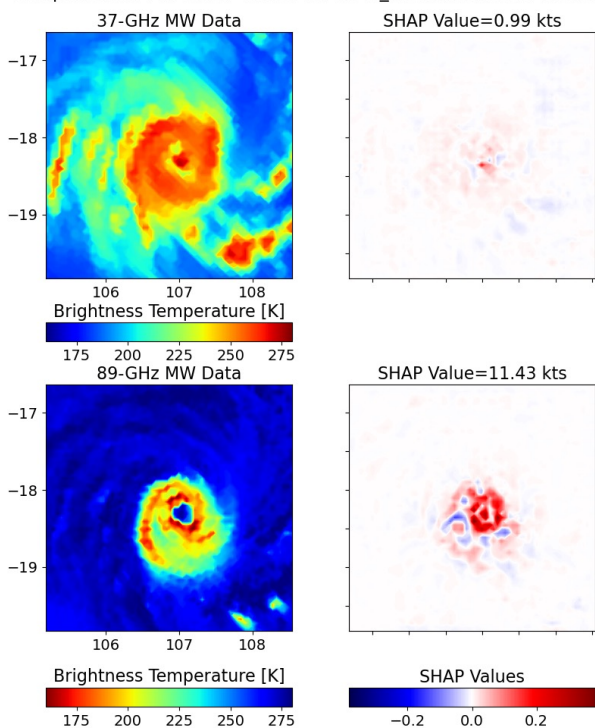 37-GHz MW Data
SHAP Value=0.99 kts
−17
−18
−19
106 107 108
Brightness Temperature [K]
175 200 225 250 275
89-GHz MW Data
SHAP Value=11.43 kts
−17
−18
−19
106 107 108
Brightness Temperature [K]
175 200 225 250 275
SHAP Values
−0.2 0.0 0.2